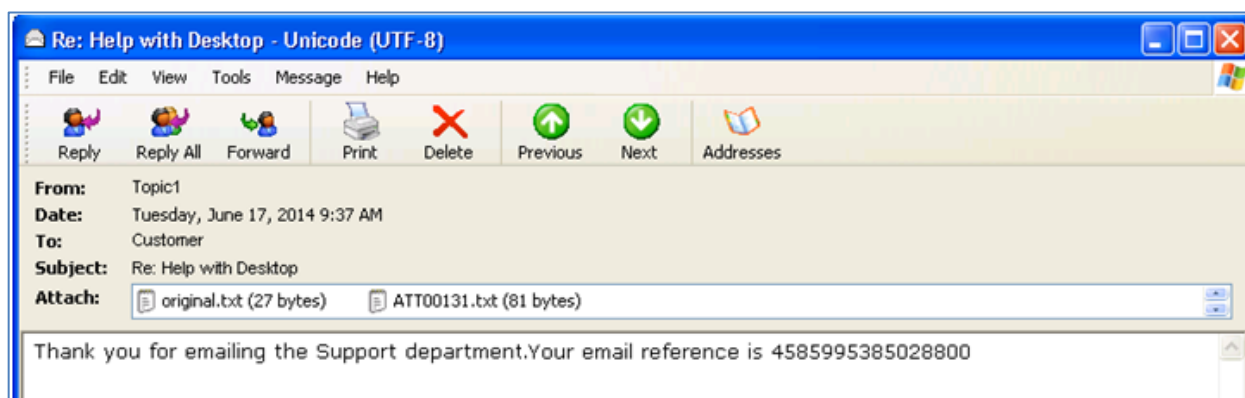 Re: Help with Desktop - Unicode (UTF-8)
File Edit View Tools Message Help
Reply Reply All Forward Print Delete Previous Next Addresses
From: Topic1
Date: Tuesday, June 17, 2014 9:37 AM
To: Customer
Subject: Re: Help with Desktop
Attach: original.txt (27 bytes) ATT00131.txt (81 bytes)
Thank you for emailing the Support department.Your email reference is 4585995385028800